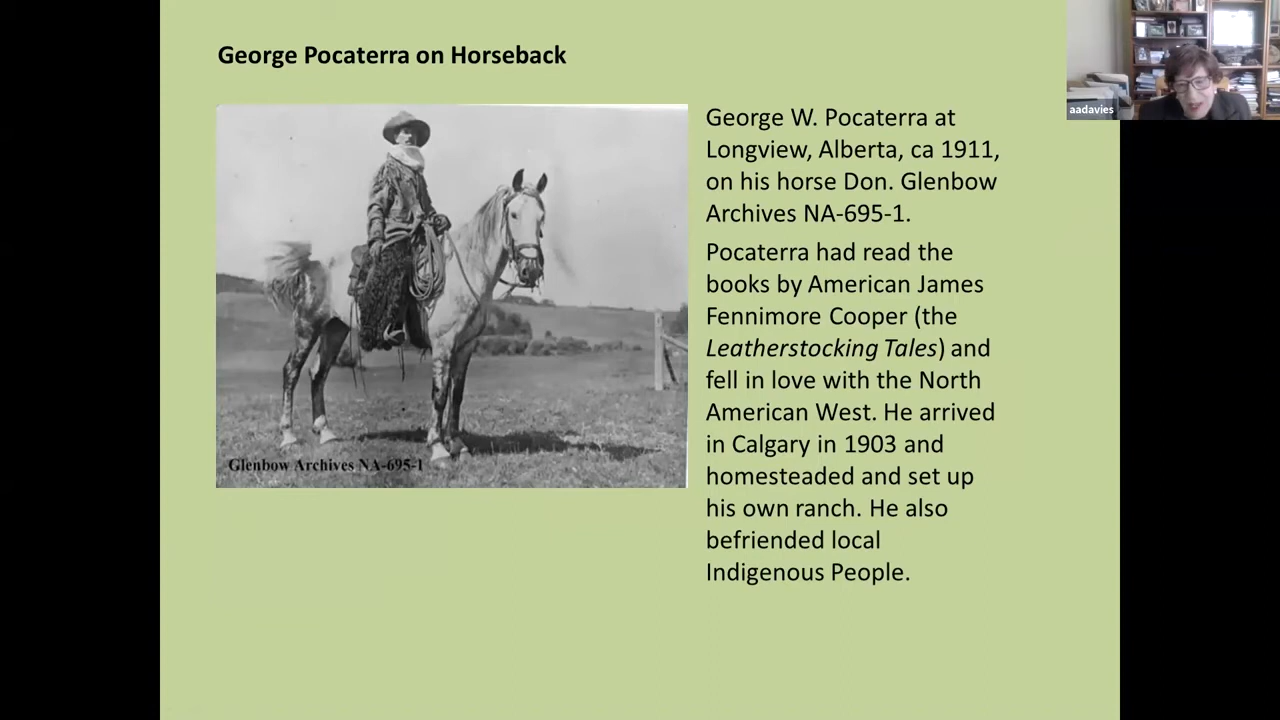 George Pocaterra on Horseback
aadavies
George W. Pocaterra at
Longview, Alberta, ca 1911,
on his horse Don. Glenbow
Archives NA-695-1.
Pocaterra had read the
books by American James
Fennimore Cooper (the
Leatherstocking Tales) and
fell in love with the North
American West. He arrived
in Calgary in 1903 and
homesteaded and set up
his own ranch. He also
befriended local
Indigenous People.
Glenbow Archives NA-695-1